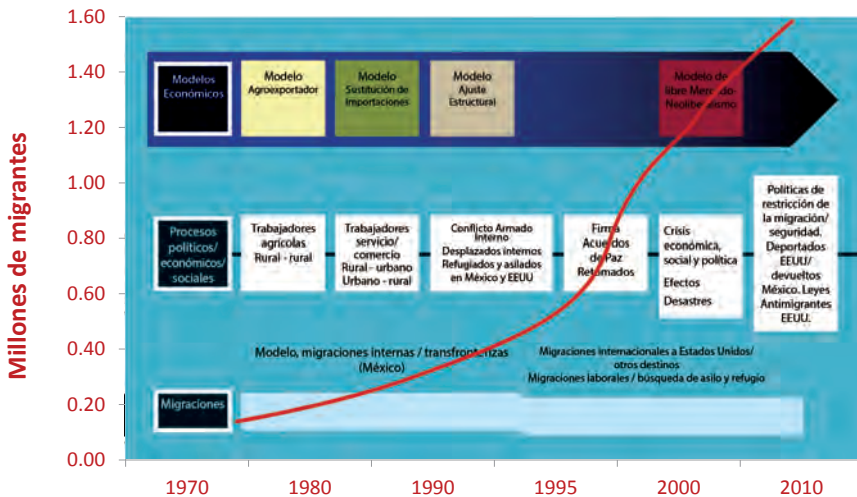 Millones de migrantes
1.60
1.40
1.20
1.00
0.80
0.60
0.40
0.20
0.00
Modelos
Económicos
Modelo
Agroexportador
Modelo
Sustitución de
Importaciones
Modelo
Ajuste
Estructural
Modelo de
libre Mercado-
Neoliberalismo
Procesos
políticos/
económicos/
sociales
Trabajadores
agrícolas
Rural - rural
Trabajadores
servicio/
comercio
Rural - urbano
Urbano - rural
Conflicto Armado
Interno
Desplazados internos
Refugiados y asilados
en México y EEUU
Firma
Acuerdos
de Paz
Retornados
Crisis
económica,
social y política
Efectos
Desastres
Políticas de
restricción de
la migración/
seguridad.
Deportados
EEUU/
devueltos
México. Leyes
Antimigrantes
EEUU.
Modelo, migraciones internas / transfronterizas
(México)
Migraciones internacionales a Estados Unidos/
otros destinos
Migraciones laborales / búsqueda de asilo y refugio
Migraciones
1970
1980
1990
1995
2000
2010